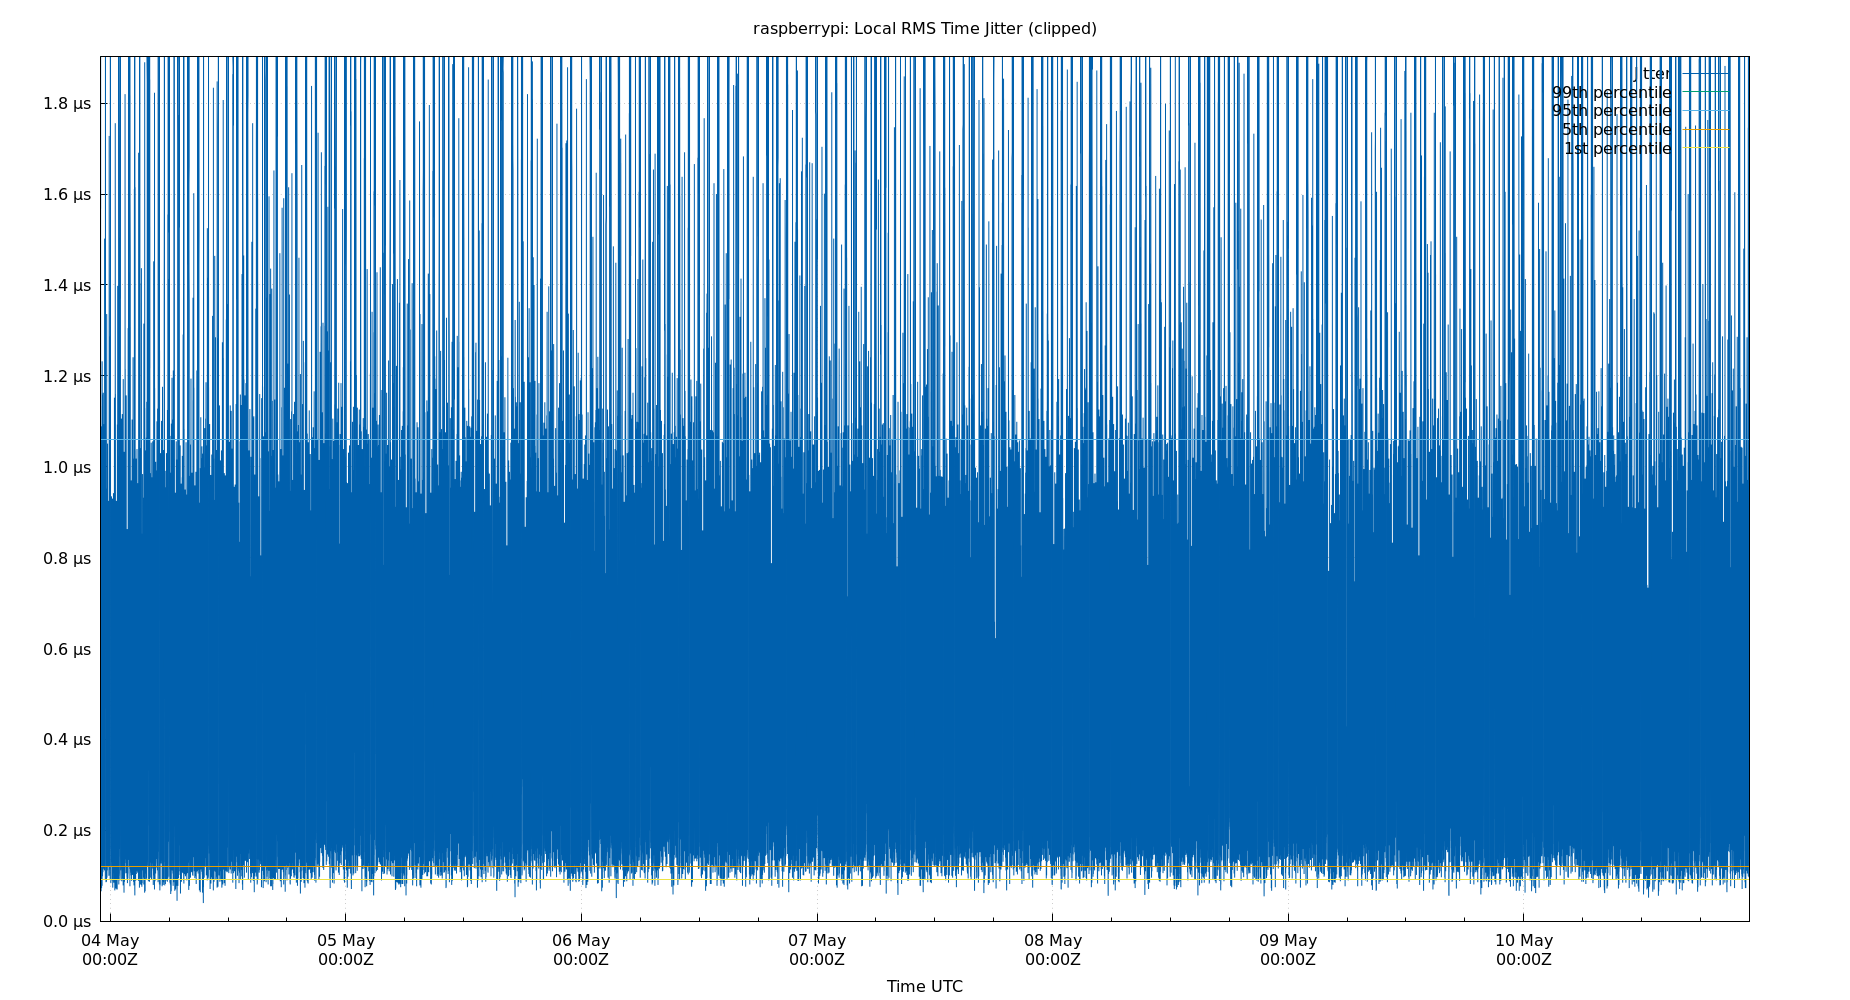 raspberrypi: Local RMS Time Jitter (clipped)
1.8 µs
1.6 µs
1.4 µs
1.2 µs
1.0 µs
0.8 µs
0.6 µs
0.4 µs
0.2 µs
0.0 µs
jitter
99th percentile
95th percentile
5th percentile
1st percentile
04 May 05 May 06 May 07 May 08 May 09 May 10 May
00:00Z 00:00Z 00:00Z 00:00Z 00:00Z 00:00Z 00:00Z
Time UTC